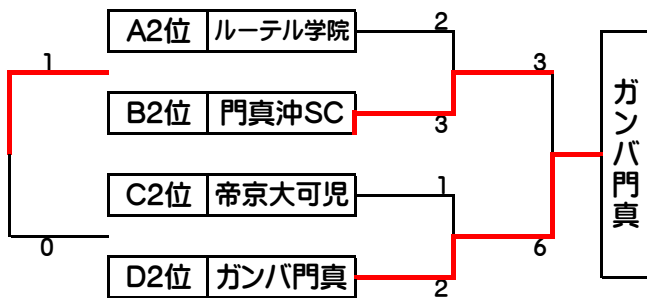 A2位 ルーテル学院 2
1 3
B2位 門真沖SC 3
C2位 帝京大可児 1
0 6
D2位 ガンバ門真 2
ガンバ門真